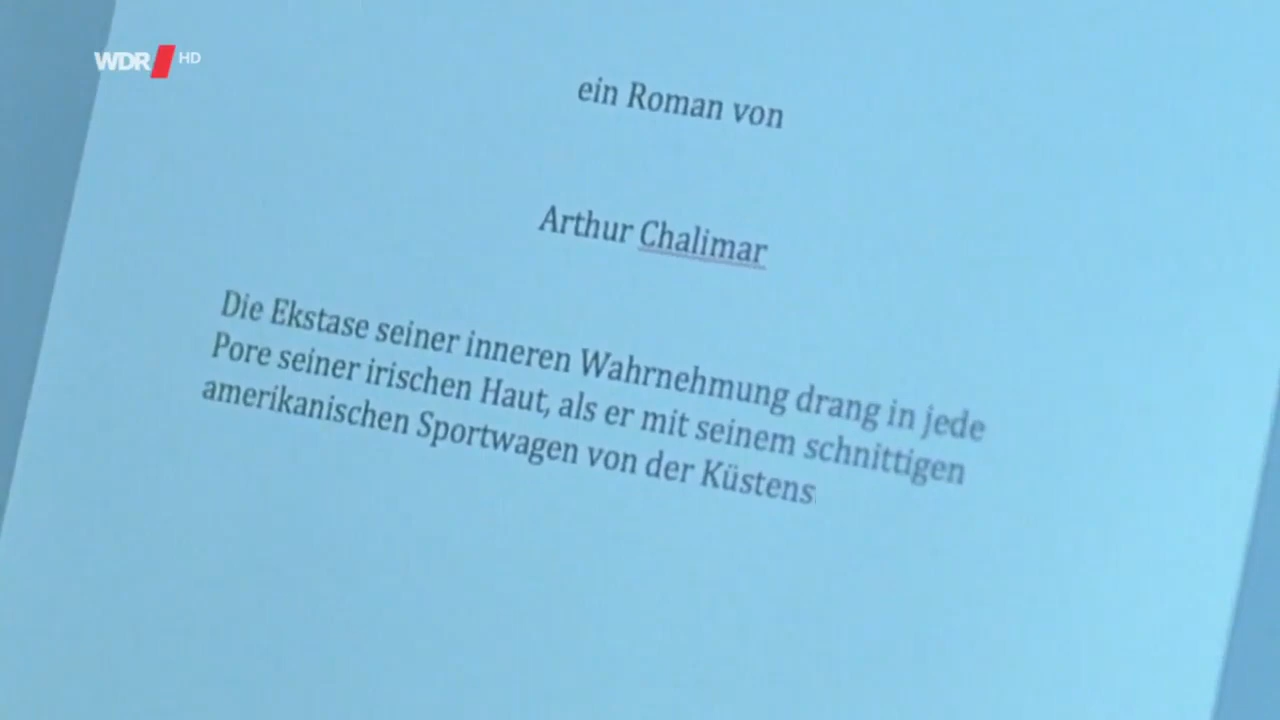 WDR HD
ein Roman von
Arthur Chalimar
Die Ekstase seiner inneren Wahrnehmung drang in jede
Pore seiner irischen Haut, als er mit seinem schnittigen
amerikanischen Sportwagen von der Küstens